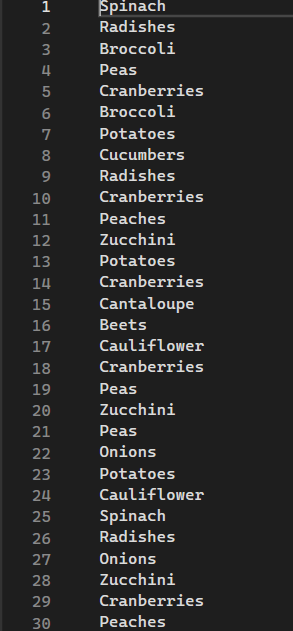 1 Spinach
2 Radishes
3 Broccoli
4 Peas
5 Cranberries
6 Broccoli
7 Potatoes
8 Cucumbers
9 Radishes
10 Cranberries
11 Peaches
12 Zucchini
13 Potatoes
14 Cranberries
15 Cantaloupe
16 Beets
17 Cauliflower
18 Cranberries
19 Peas
20 Zucchini
21 Peas
22 Onions
23 Potatoes
24 Cauliflower
25 Spinach
26 Radishes
27 Onions
28 Zucchini
29 Cranberries
30 Peaches